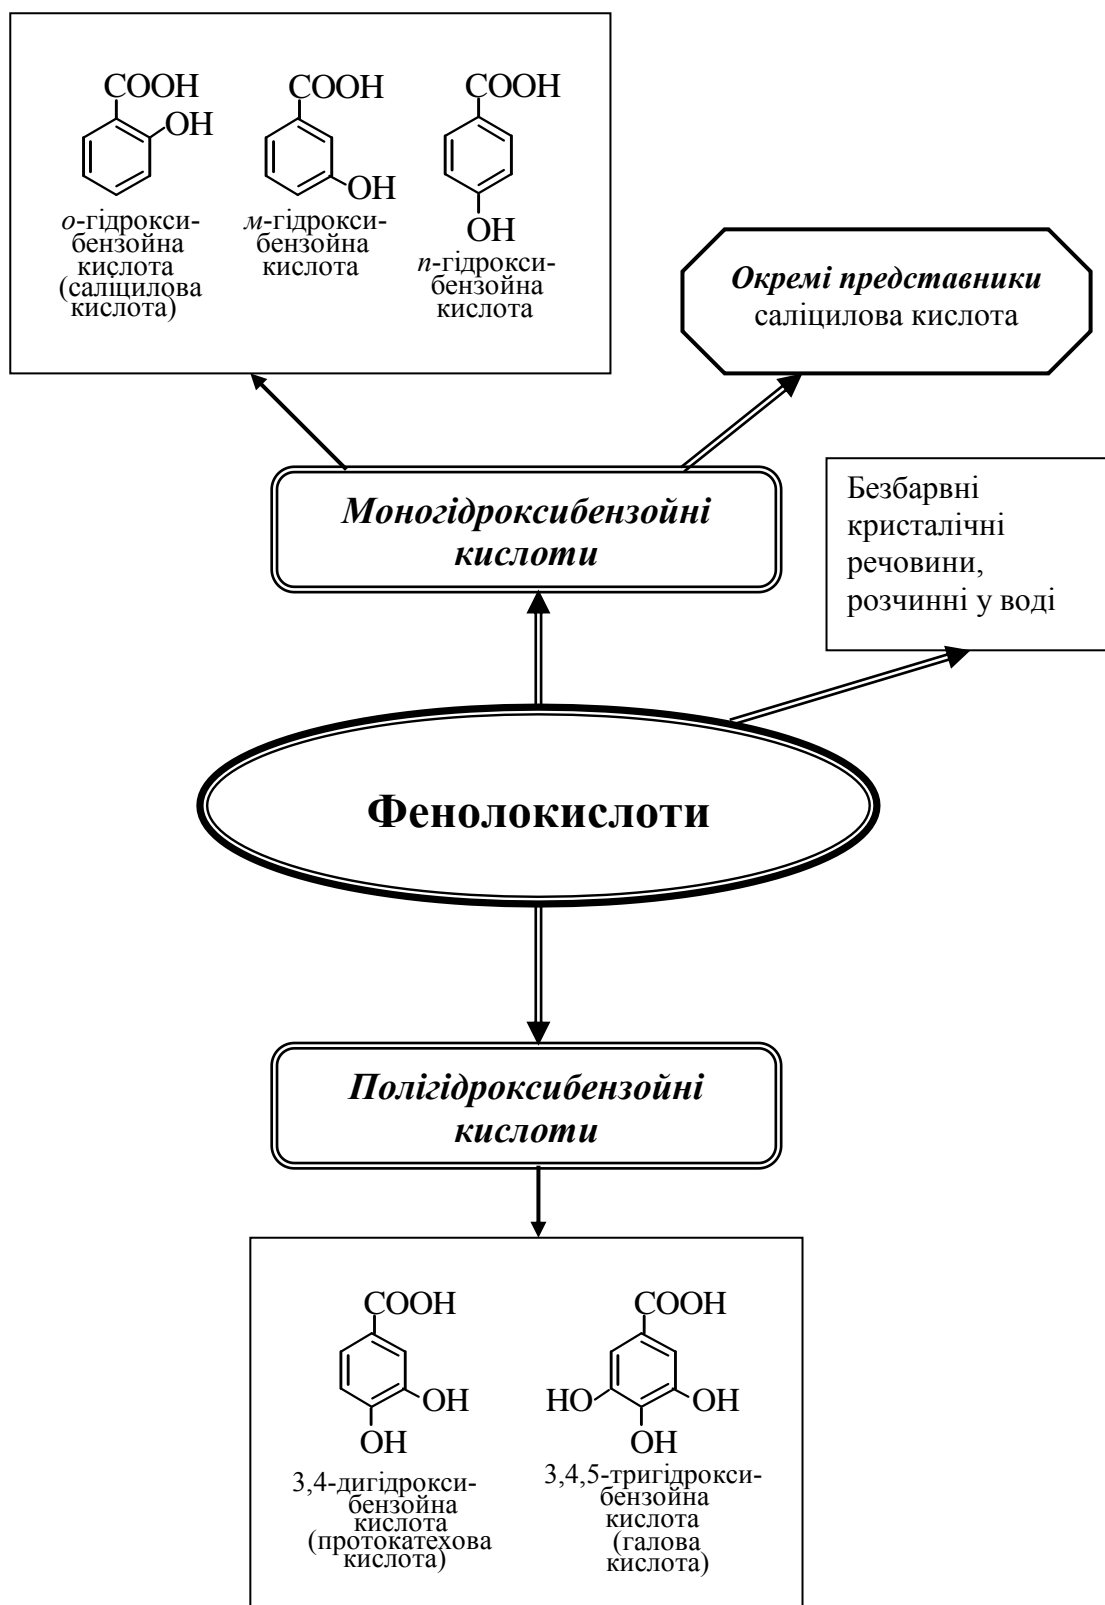 COOH
OH
о-гідрокси-
бензойна
кислота
(саліцилова
кислота)
COOH
OH
м-гідрокси-
бензойна
кислота
COOH
OH
п-гідрокси-
бензойна
кислота
Окремі представники
саліцилова кислота
Моногідроксибензойні
кислоти
Безбарвні
кристалічні
речовини,
розчинні у воді
Фенолокислоти
Полігідроксибензойні
кислоти
COOH
OH
OH
3,4-дигідрокси-
бензойна
кислота
(протокатехова
кислота)
COOH
HO
OH
OH
3,4,5-тригідрокси-
бензойна
кислота
(галова
кислота)